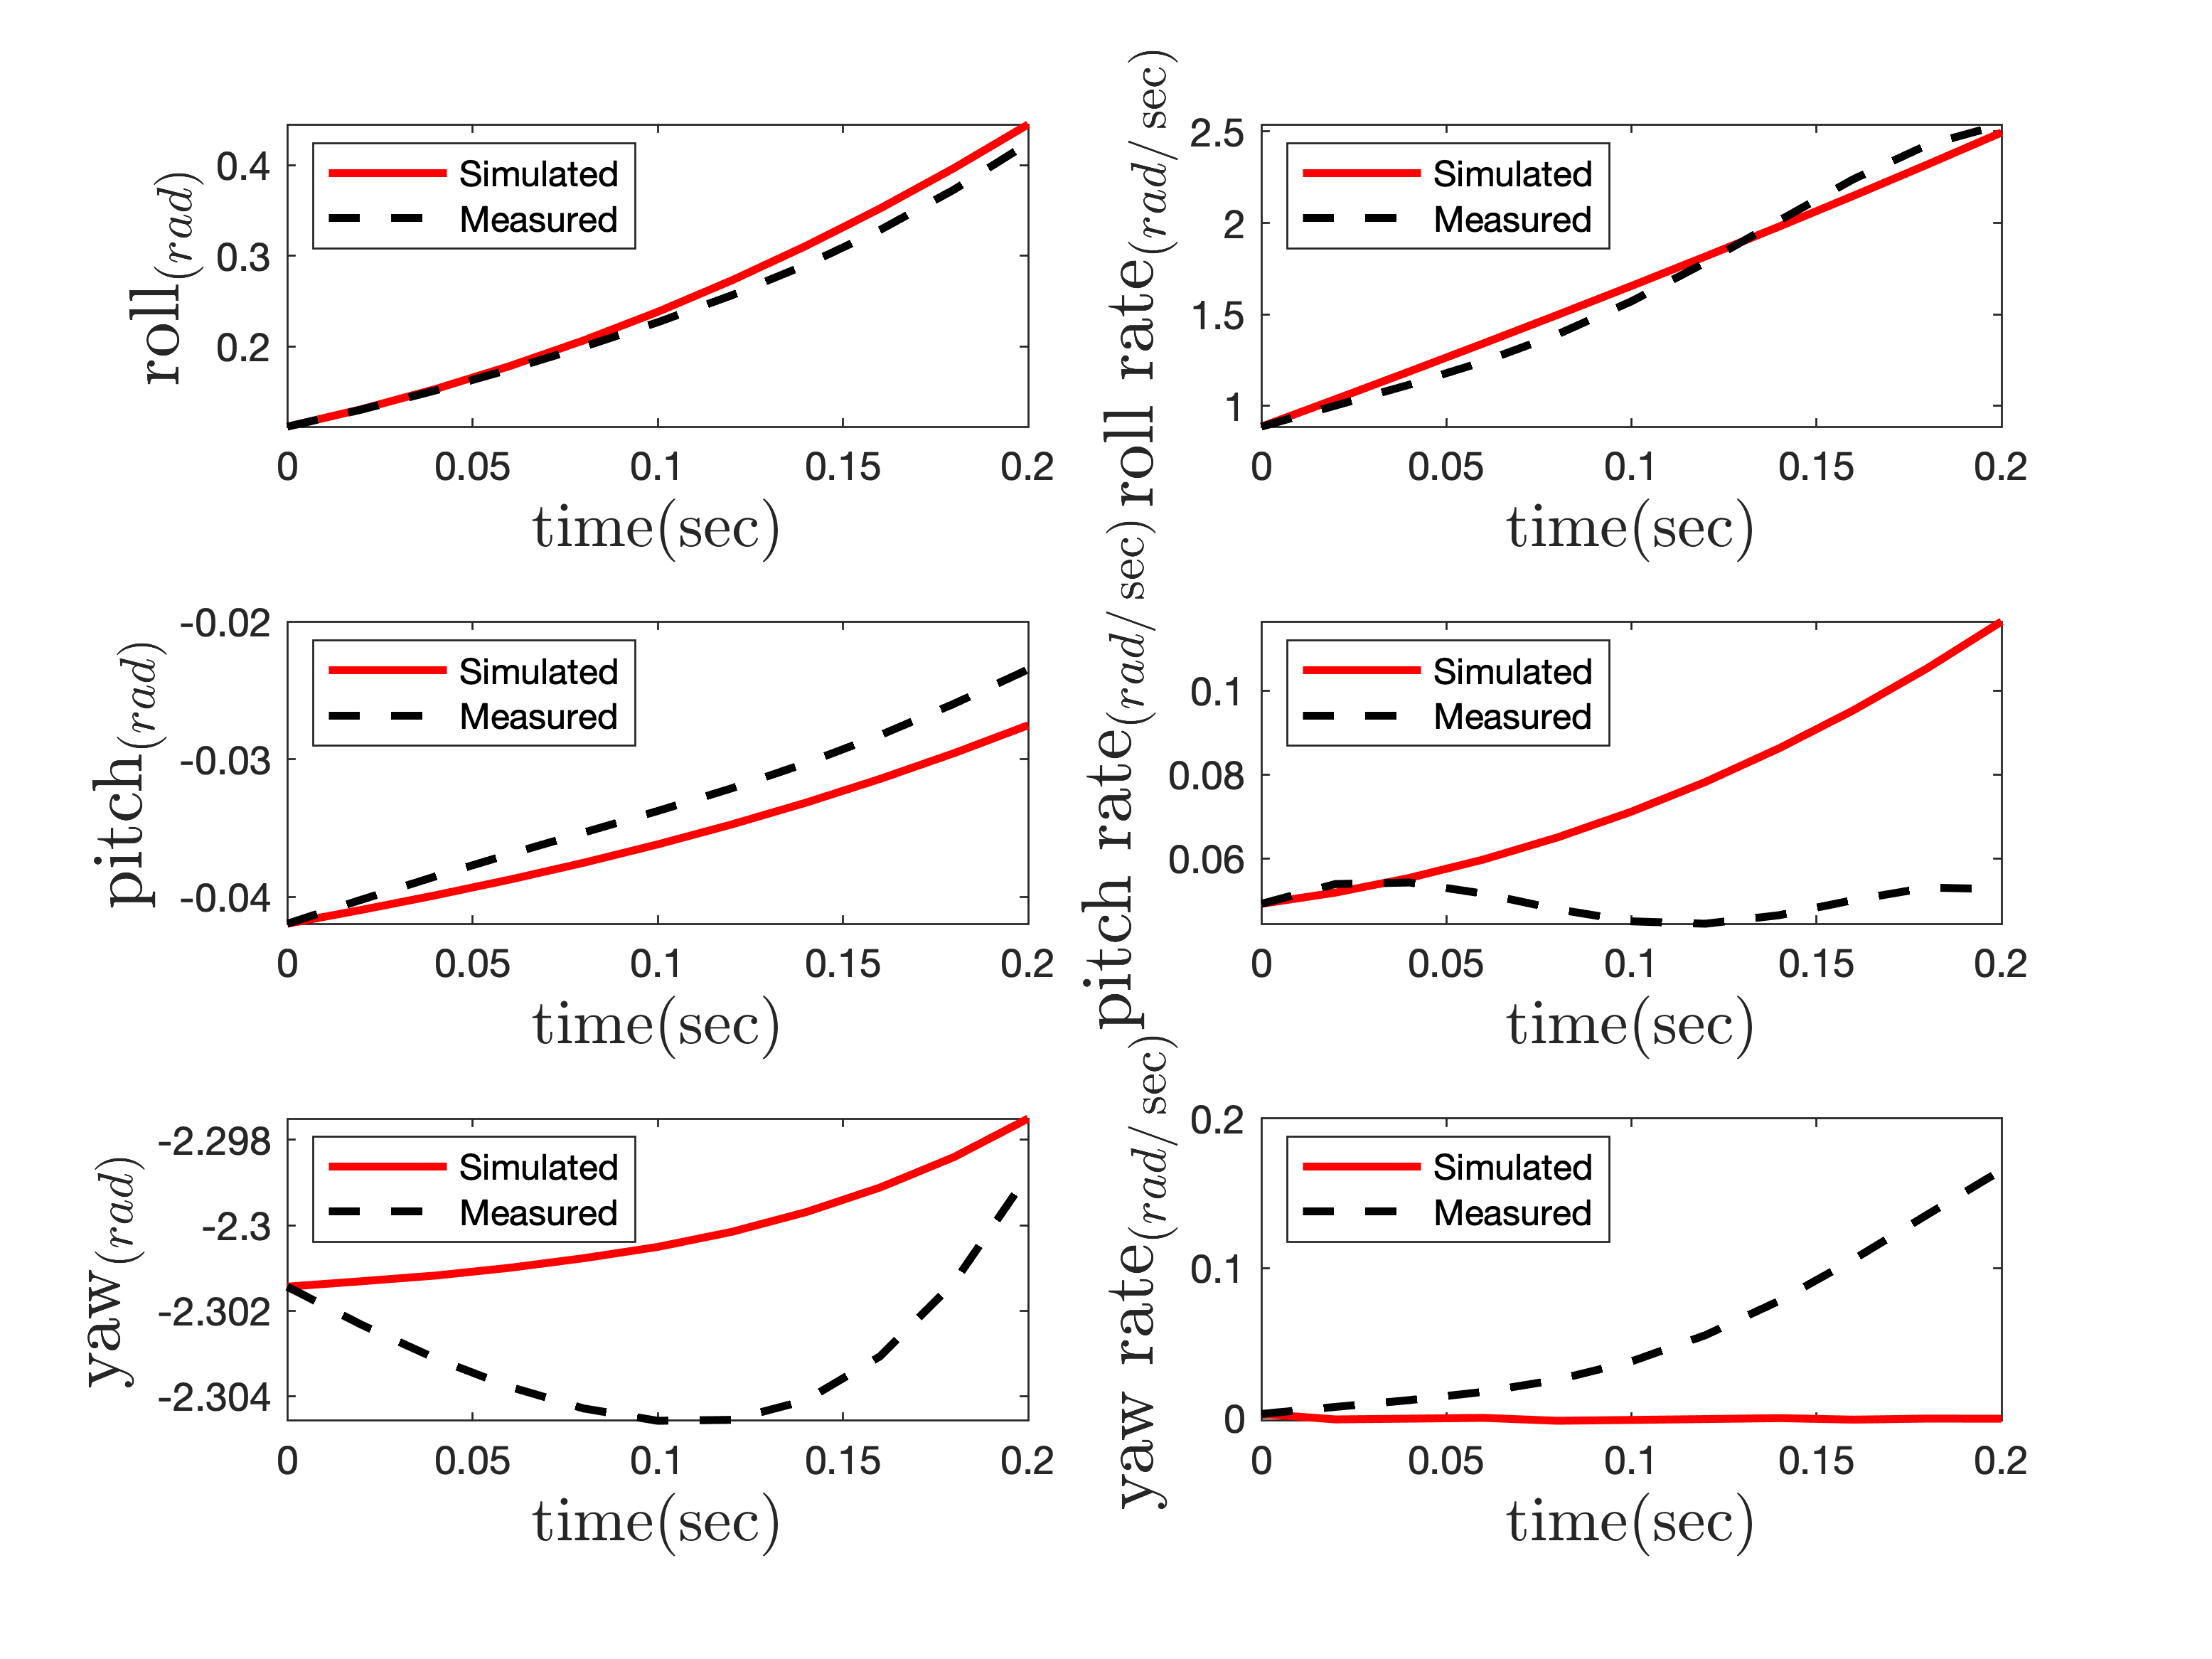 roll(rad)
0.4
0.3
0.2
Simulated
Measured
0 0.05 0.1 0.15 0.2
time(sec)
roll rate(rad/sec)
2.5
2
1.5
1
Simulated
Measured
0 0.05 0.1 0.15 0.2
time(sec)
pitch(rad)
-0.02
-0.03
-0.04
Simulated
Measured
0 0.05 0.1 0.15 0.2
time(sec)
pitch rate(rad/sec)
0.1
0.08
0.06
Simulated
Measured
0 0.05 0.1 0.15 0.2
time(sec)
yaw(rad)
-2.298
-2.3
-2.302
-2.304
Simulated
Measured
0 0.05 0.1 0.15 0.2
time(sec)
yaw rate(rad/sec)
0.2
0.1
0
Simulated
Measured
0 0.05 0.1 0.15 0.2
time(sec)